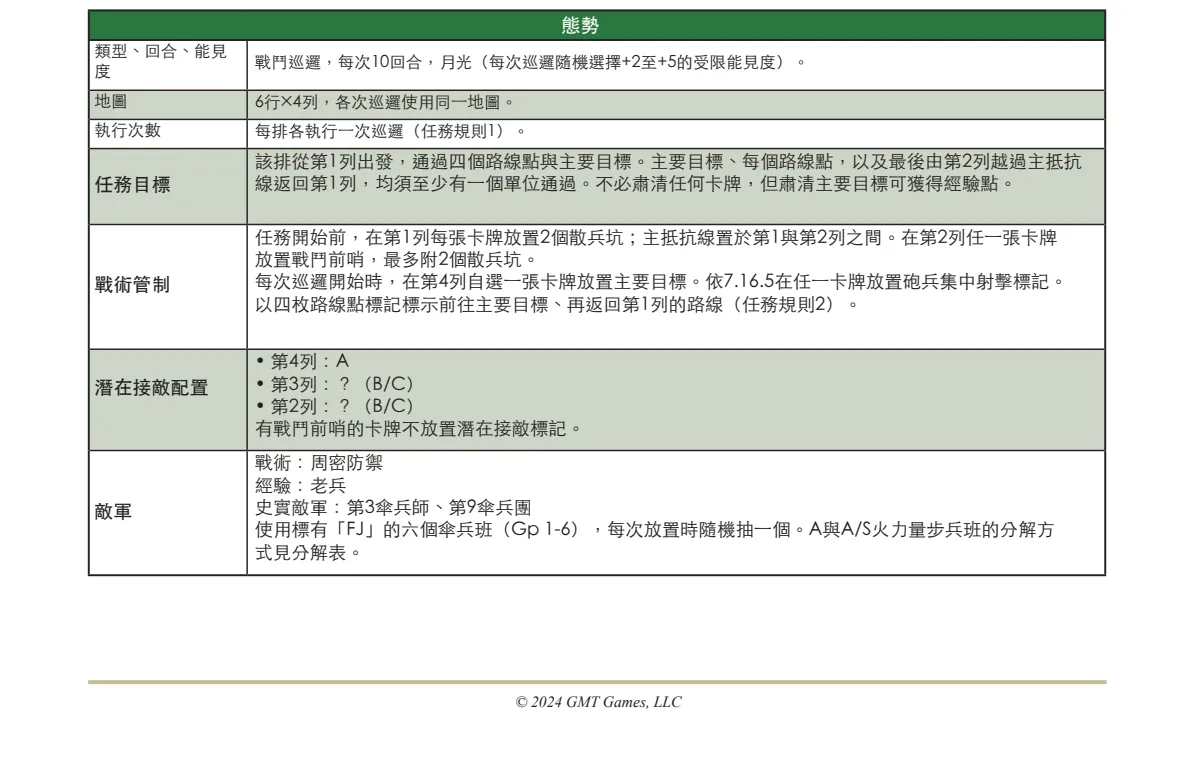 態勢
類型、回合、能見
度
戰鬥巡邏，每次10回合，月光（每次巡邏隨機選擇+2至+5的受限能見度）。
地圖
6行×4列，各次巡邏使用同一地圖。
執行次數
每排各執行一次巡邏（任務規則1）。
任務目標
該排從第1列出發，通過四個路線點與主要目標。主要目標、每個路線點，以及最後由第2列越過主抵抗
線返回第1列，均須至少有一個單位通過。不必肅清任何卡牌，但肅清主要目標可獲得經驗點。
戰術管制
任務開始前，在第1列每張卡牌放置2個散兵坑；主抵抗線置於第1與第2列之間。在第2列任一張卡牌
放置戰鬥前哨，最多附2個散兵坑。
每次巡邏開始時，在第4列自選一張卡牌放置主要目標。依7.16.5在任一卡牌放置砲兵集中射擊標記。
以四枚路線點標記標示前往主要目標、再返回第1列的路線（任務規則2）。
潛在接敵配置
• 第4列：A
• 第3列：？（B/C）
• 第2列：？（B/C）
有戰鬥前哨的卡牌不放置潛在接敵標記。
敵軍
戰術：周密防禦
經驗：老兵
史實敵軍：第3傘兵師、第9傘兵團
使用標有「FJ」的六個傘兵班（Gp 1-6），每次放置時隨機抽一個。A與A/S火力量步兵班的分解方
式見分解表。
© 2024 GMT Games, LLC